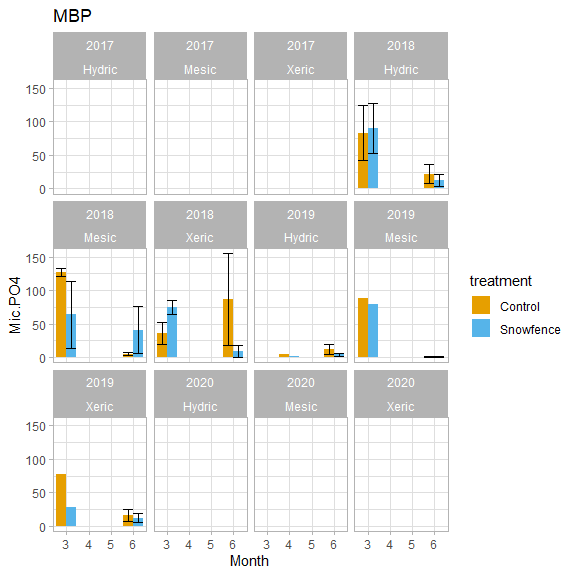 MBP
2017 2017 2017 2018
Hydric Mesic Xeric Hydric
150
100
50
0
2018 2018 2019 2019
Mesic Xeric Hydric Mesic
150
100
50
0
Mic.PO4
treatment
Control
Snowfence
2019 2020 2020 2020
Xeric Hydric Mesic Xeric
150
100
50
0
3 4 5 6 3 4 5 6 3 4 5 6 3 4 5 6
Month